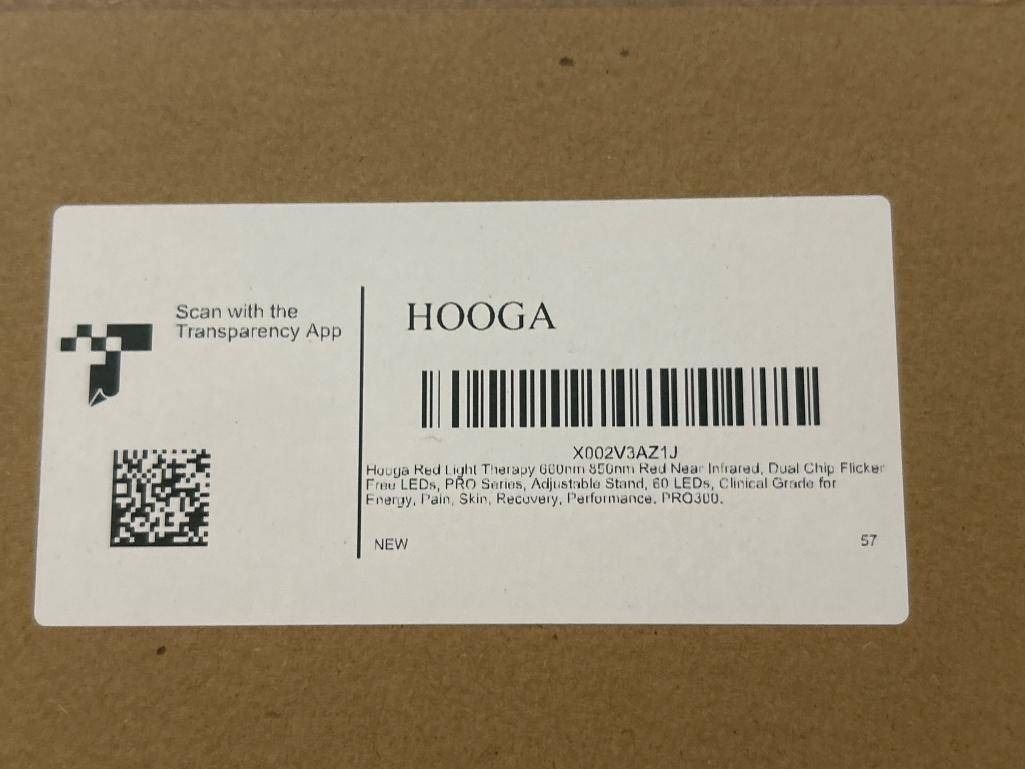 Scan with the
Transparency App
HOOGA
X002V3AZ1J
Hooga Red Light Therapy 660nm 850nm Red Near Infrared, Dual Chip Flicker
Free LEDs, PRO Series, Adjustable Stand, 60 LEDs, Clinical Grade for
Energy, Pain, Skin, Recovery, Performance. PRO300.
NEW
57